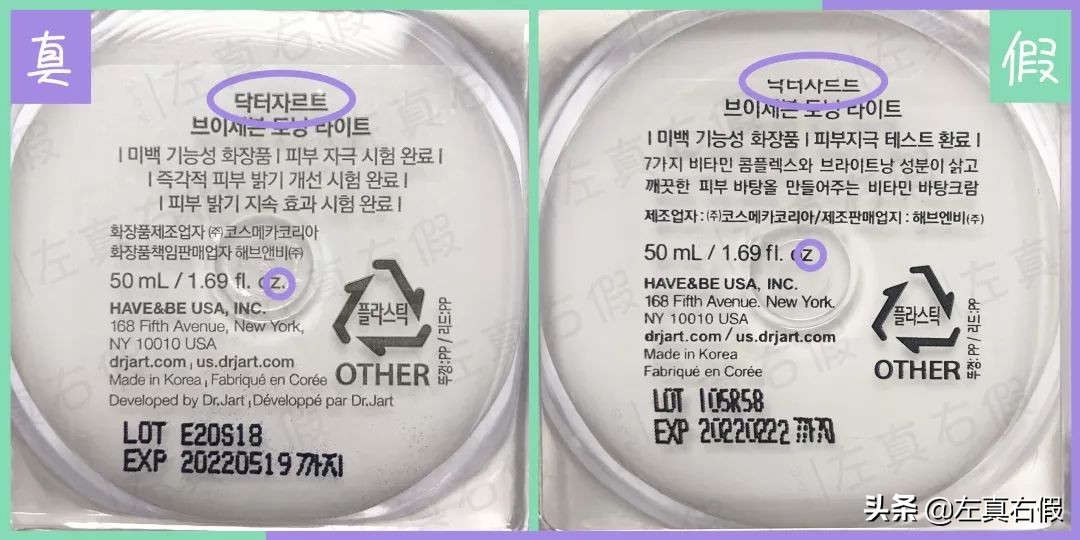 真
닥터자르트
브이세븐 토닝 라이트
| 미백 기능성 화장품 | 피부 자극 시험 완료 |
| 즉각적 피부 밝기 개선 시험 완료 |
| 피부 밝기 지속 효과 시험 완료 |
화장품제조업자 ㈜코스메카코리아
화장품책임판매업자 해브앤비㈜
50 mL / 1.69 fl. oz.
HAVE&BE USA, INC.
168 Fifth Avenue, New York,
NY 10010 USA
drjart.com | us.drjart.com
Made in Korea | Fabriqué en Corée
Developed by Dr.Jart | Développé par Dr.Jart
플라스틱
OTHER
뚜껑:PP / 리드:PP
LOT E20S18
EXP 20220519까지
假
닥터자르트
브이세븐 토닝 라이트
| 미백 기능성 화장품 | 피부자극 테스트 완료 |
7가지 비타민 콤플렉스와 브라이트닝 성분이 맑고
깨끗한 피부 바탕을 만들어주는 비타민 바탕크림
제조업자 : ㈜코스메카코리아/제조판매업자 : 해브앤비㈜
50 mL / 1.69 fl. oz
HAVE&BE USA, INC.
168 Fifth Avenue. New York.
NY 10010 USA
drjart.com / us.drjart.com
Made in Korea
Fabriqué en Corée
플라스틱
OTHER
뚜껑:PP / 리드:PP
LOT 105R58
EXP 20220222 까지
头条 @左真右假